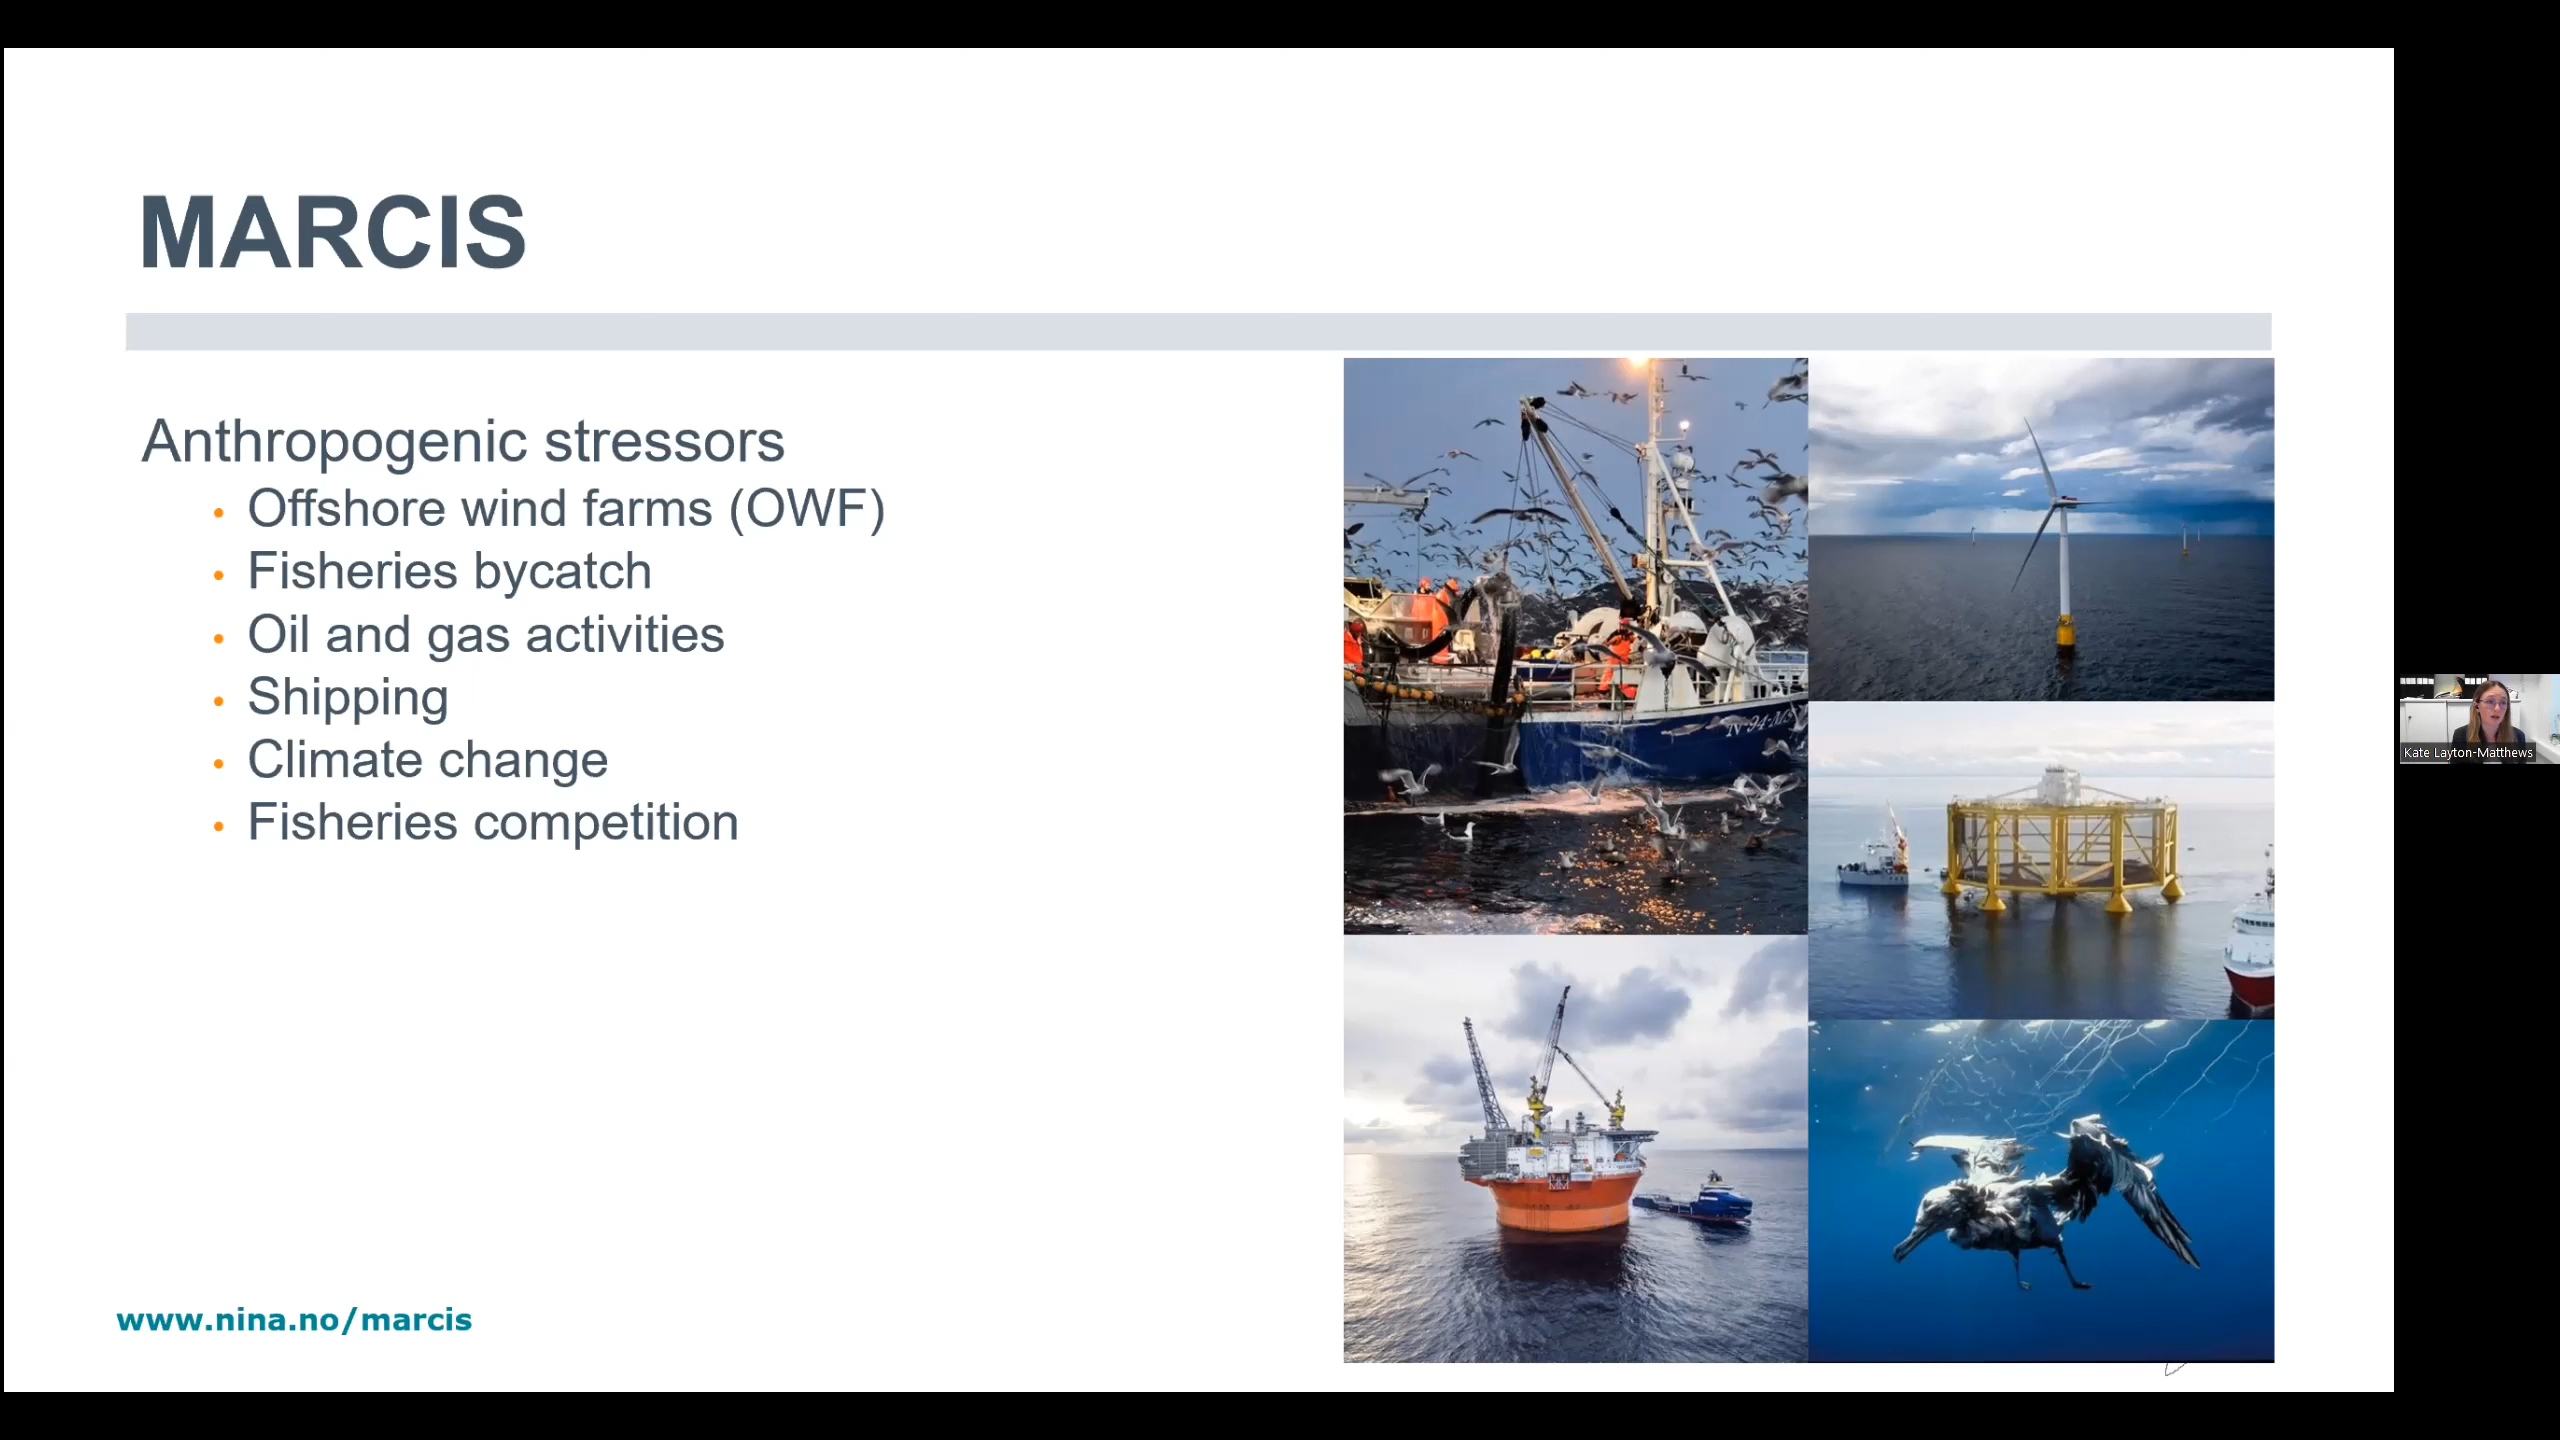 MARCIS
Anthropogenic stressors
• Offshore wind farms (OWF)
• Fisheries bycatch
• Oil and gas activities
• Shipping
• Climate change
• Fisheries competition
www.nina.no/marcis
Kate Layton-Matthews